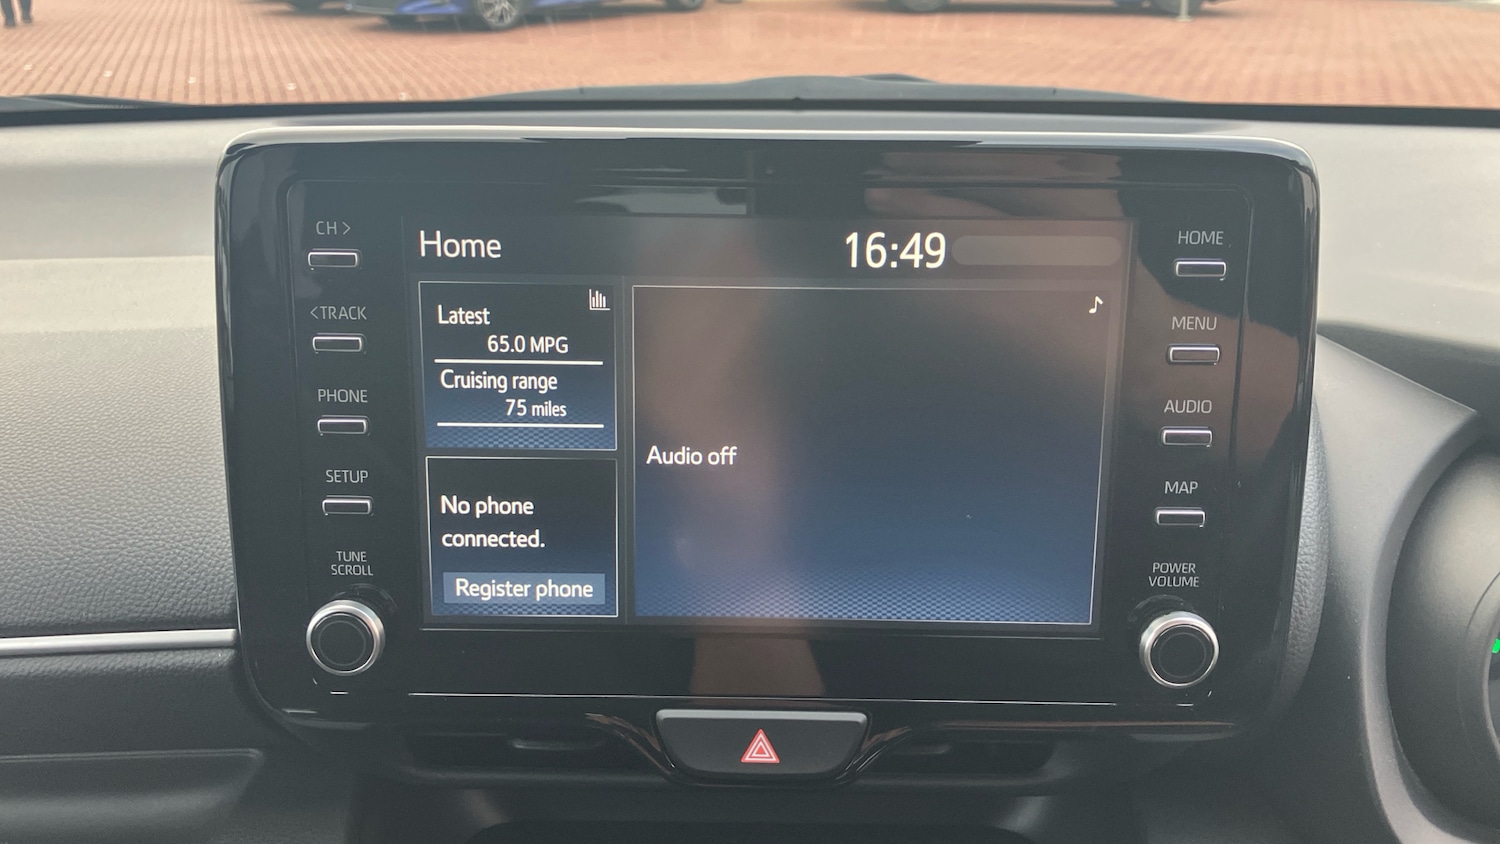 CH >
<TRACK
PHONE
SETUP
TUNE
SCROLL
Home
16:49
Latest
65.0 MPG
Cruising range
75 miles
No phone
connected.
Register phone
Audio off
HOME
MENU
AUDIO
MAP
POWER
VOLUME